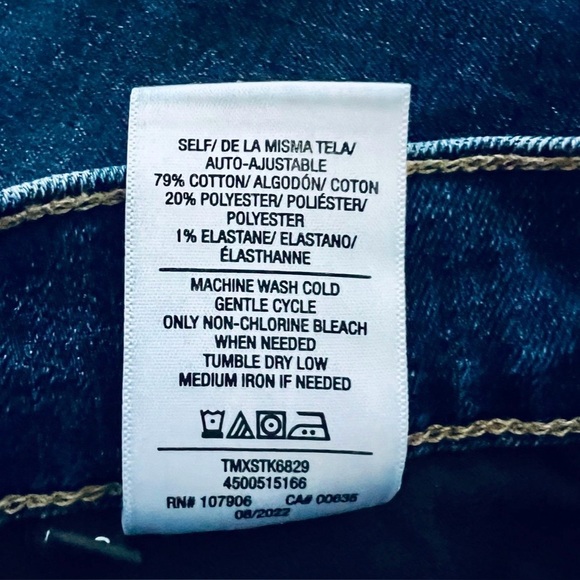 SELF/ DE LA MISMA TELA/
AUTO-AJUSTABLE
79% COTTON/ ALGODÓN/ COTON
20% POLYESTER/ POLIÉSTER/
POLYESTER
1% ELASTANE/ ELASTANO/
ÉLASTHANNE
MACHINE WASH COLD
GENTLE CYCLE
ONLY NON-CHLORINE BLEACH
WHEN NEEDED
TUMBLE DRY LOW
MEDIUM IRON IF NEEDED
TMXSTK6829
4500515166
RN# 107906 CA# 00635
08/2022